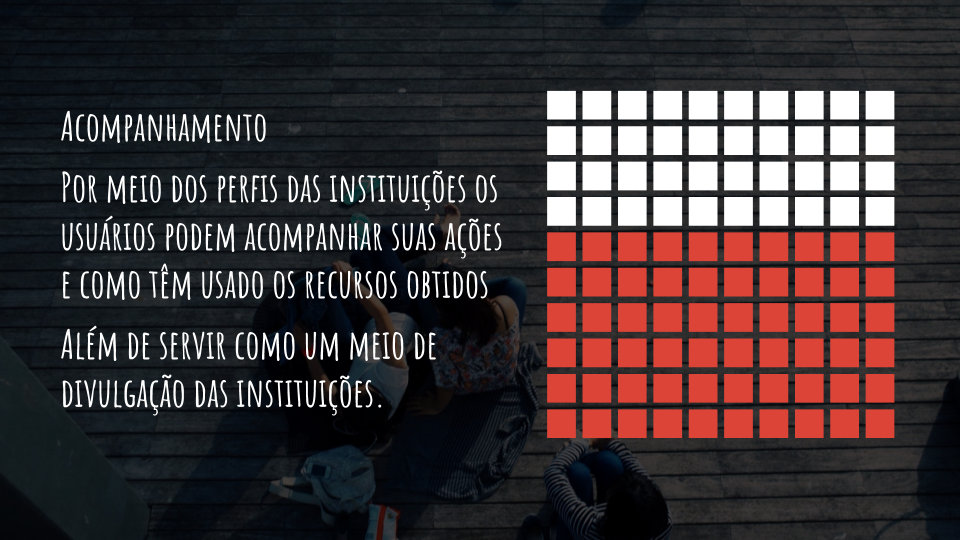 Acompanhamento
Por meio dos perfis das instituições os
usuários podem acompanhar suas ações
e como têm usado os recursos obtidos
Além de servir como um meio de
divulgação das instituições.